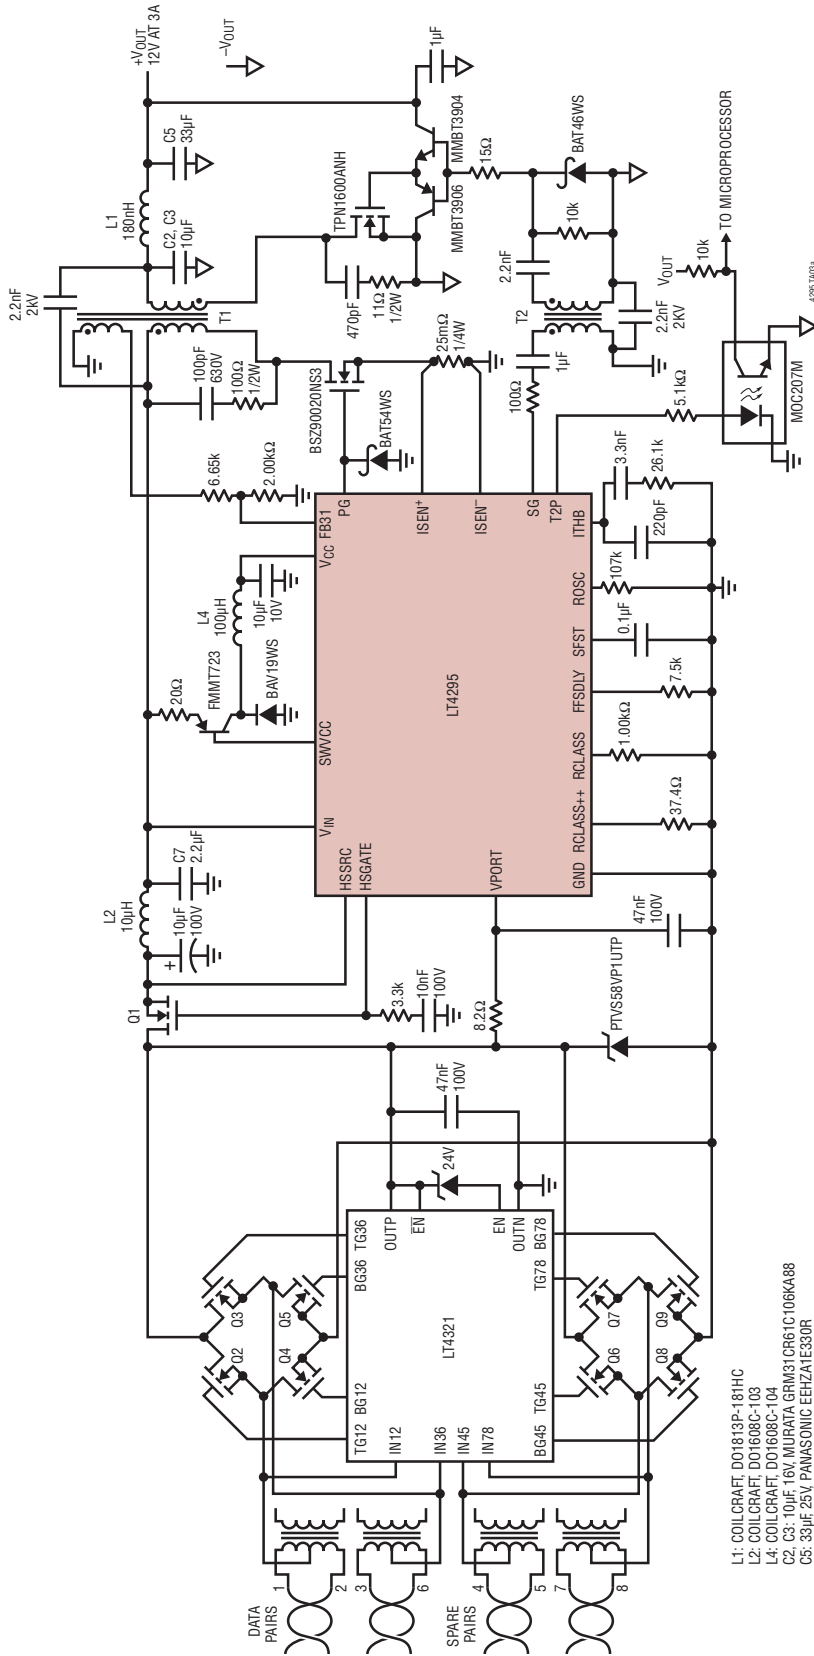 +VOUT
12V AT 3A
–VOUT
2.2nF
2kV
L1
180nH
C5
33µF
C2, C3
10µF
1µF
T1
TPN1600ANH
MMBT3904
MMBT3906
470pF
11Ω
1/2W
15Ω
BAT46WS
10k
2.2nF
T2
2.2nF
2KV
1µF
100Ω
100pF
630V
100Ω
1/2W
BSZ90020NS3
25mΩ
1/4W
BAT54WS
VOUT
10k
TO MICROPROCESSOR
5.1kΩ
MOC207M
6.65k
2.00kΩ
L4
100µH
10µF
10V
FMMT723
20Ω
BAV19WS
FB31
VCC
PG
ISEN+
ISEN–
SG
T2P
ITHB
ROSC
SFST
FFSDLY
RCLASS
RCLASS++
GND
SWVCC
VIN
HSSRC
HSGATE
VPORT
LT4295
3.3nF
26.1k
220pF
107k
0.1µF
7.5k
1.00kΩ
37.4Ω
47nF
100V
L2
10µH
C7
2.2µF
+
10µF
100V
Q1
3.3k
10nF
100V
8.2Ω
PTVS58VP1UTP
47nF
100V
24V
Q2
Q3
Q4
Q5
Q6
Q7
Q8
Q9
TG12
BG12
BG36
TG36
OUTP
EN
EN
OUTN
BG78
TG78
TG45
BG45
IN12
IN36
IN45
IN78
LT4321
DATA
PAIRS
1
2
3
6
SPARE
PAIRS
4
5
7
8
L1: COILCRAFT, DO1813P-181HC
L2: COILCRAFT, DO1608C-103
L4: COILCRAFT, DO1608C-104
C2, C3: 10µF, 16V, MURATA GRM31CR61C106KA88
C5: 33µF, 25V, PANASONIC EEHZA1E330R